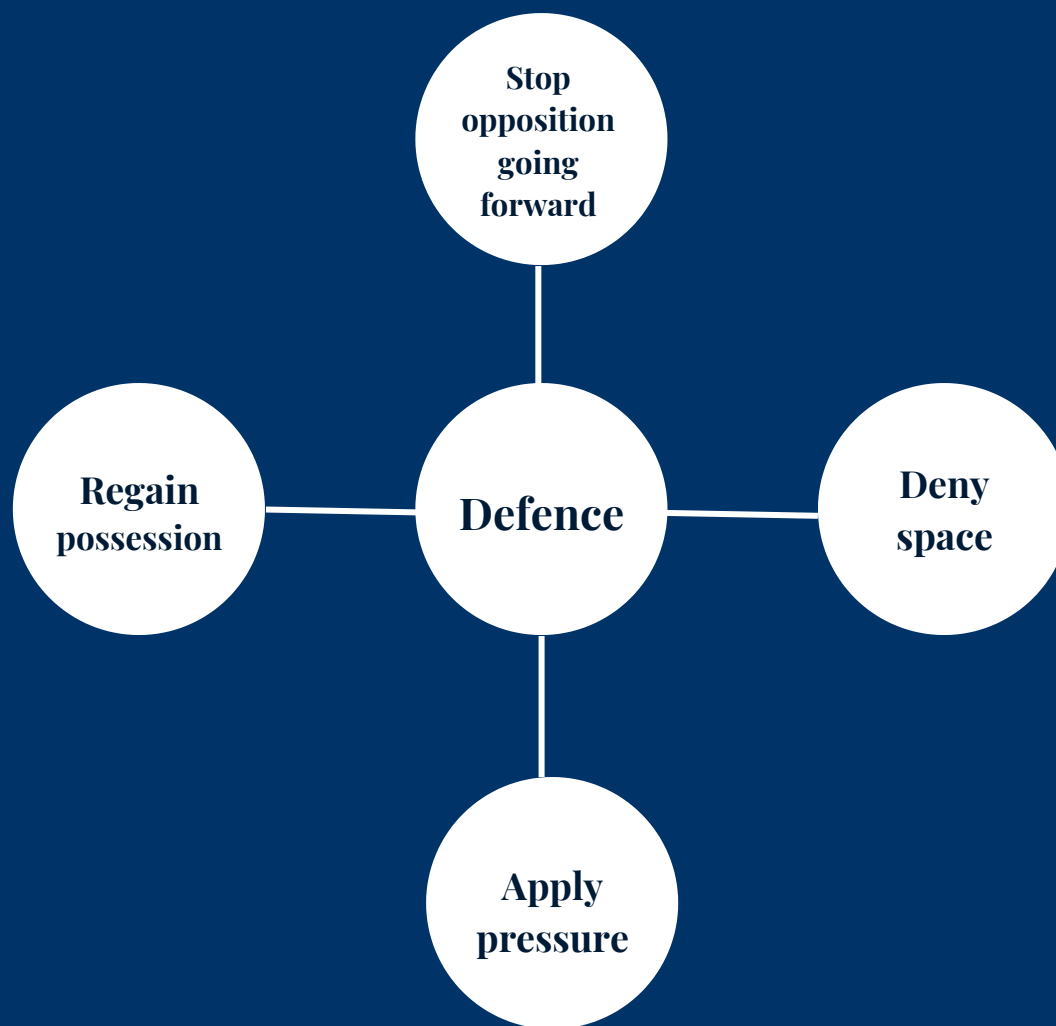 Stop
opposition
going
forward
Regain
possession
Defence
Deny
space
Apply
pressure